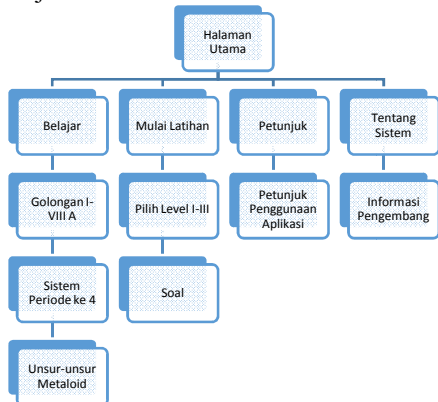 Halaman
Utama
Belajar
Mulai Latihan
Petunjuk
Tentang
Sistem
Golongan I-
VIII A
Pilih Level I-III
Petunjuk
Penggunaan
Aplikasi
Informasi
Pengembang
Sistem
Periode ke 4
Soal
Unsur-unsur
Metaloid